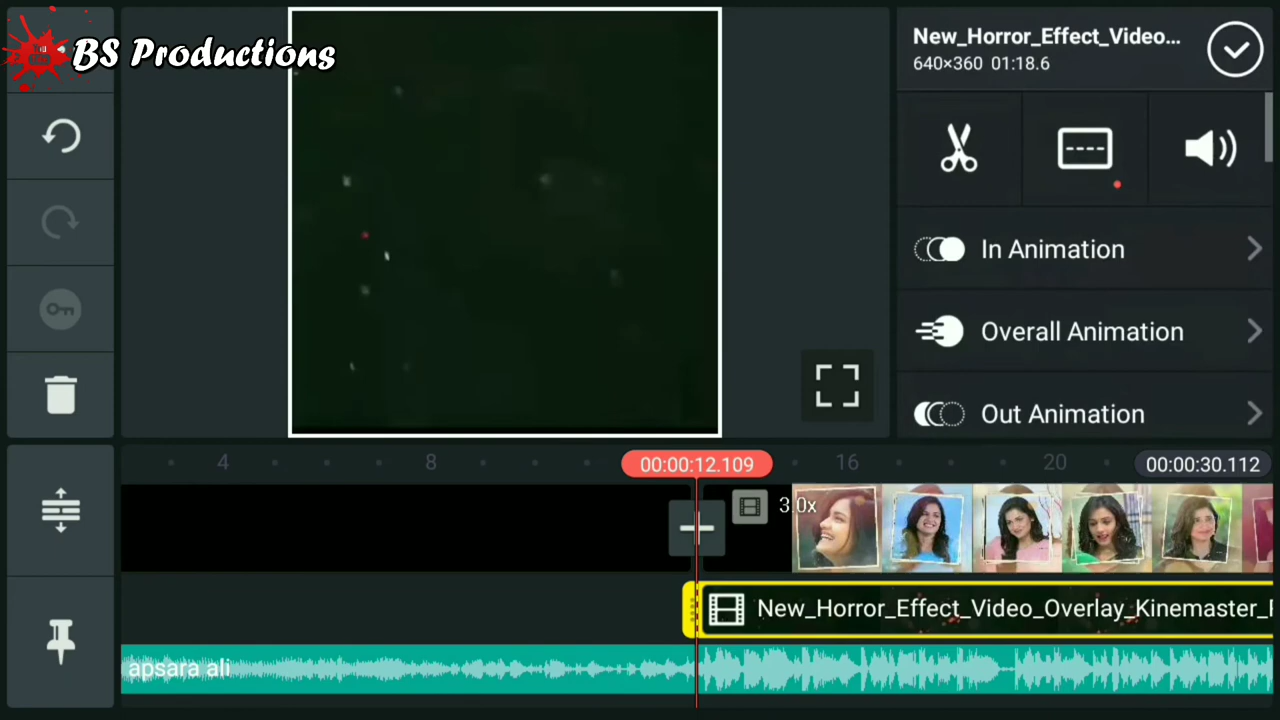 BS Productions
New_Horror_Effect_Video...
640×360 01:18.6
In Animation
Overall Animation
Out Animation
4
8
00:00:12.109
16
20
00:00:30.112
3.0x
New_Horror_Effect_Video_Overlay_Kinemaster_
apsara ali